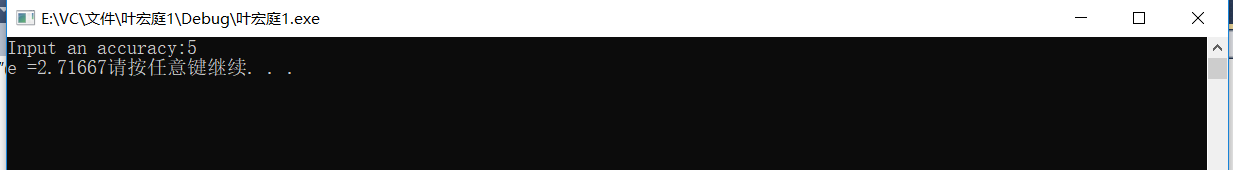 E:\VC\文件\叶宏庭1\Debug\叶宏庭1.exe
Input an accuracy:5
e =2.71667请按任意键继续. . .